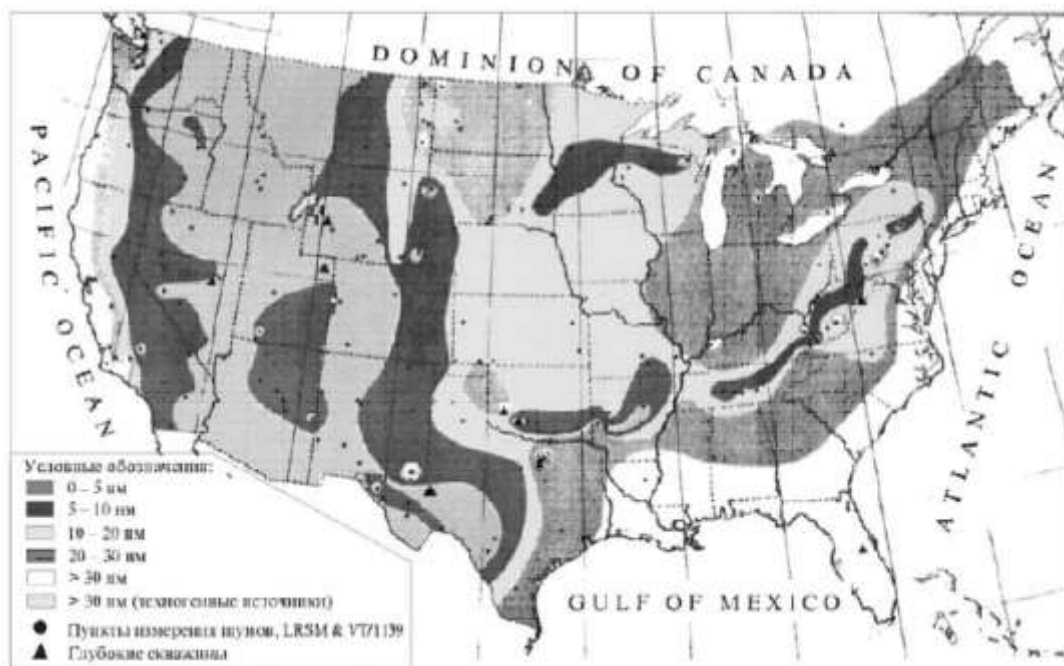 DOMINION OF CANADA
PACIFIC OCEAN
ATLANTIC OCEAN
GULF OF MEXICO
Условные обозначения:
0 – 5 нм
5 – 10 нм
10 – 20 нм
20 – 30 нм
> 30 нм
> 30 нм (техногенные источники)
Пункты измерения шумов, LRSM & VT/1139
Глубокие скважины